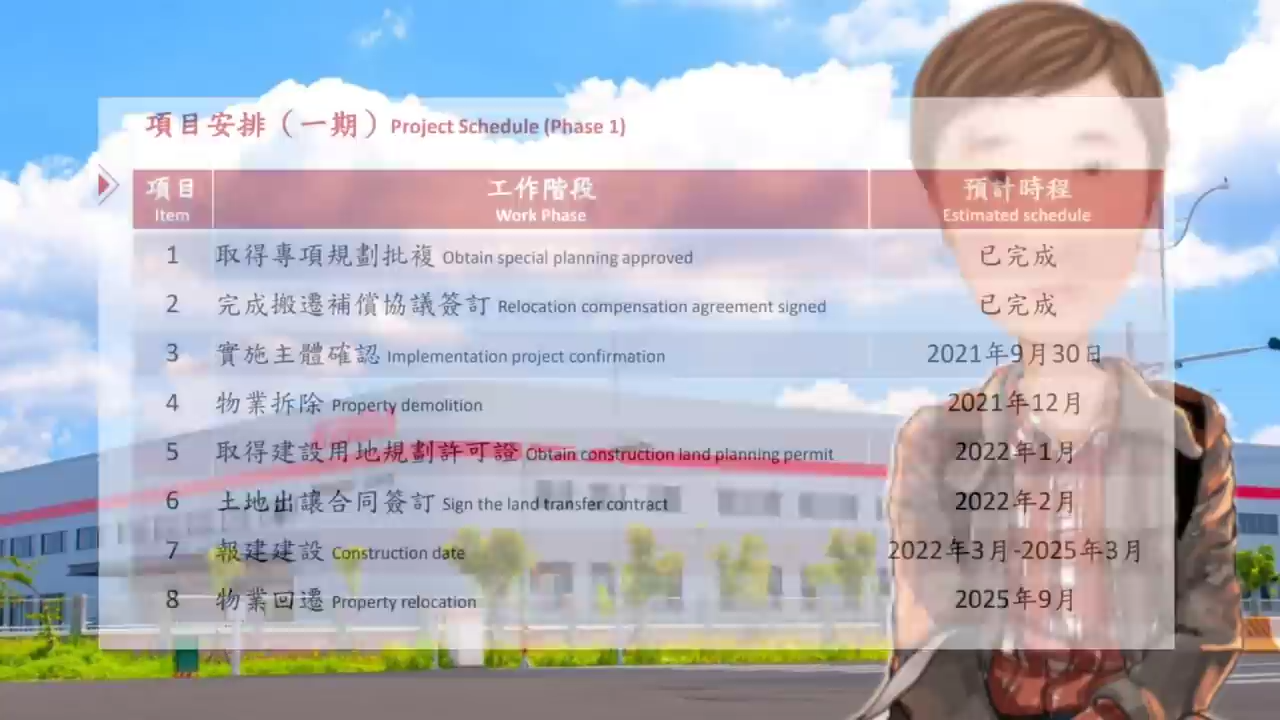 項目安排（一期）Project Schedule (Phase 1)
項目 工作階段 預計時程
Item Work Phase Estimated schedule
1 取得專項規劃批複 Obtain special planning approved 已完成
2 完成搬遷補償協議簽訂 Relocation compensation agreement signed 已完成
3 實施主體確認 Implementation project confirmation 2021年9月30日
4 物業拆除 Property demolition 2021年12月
5 取得建設用地規劃許可證 Obtain construction land planning permit 2022年1月
6 土地出讓合同簽訂 Sign the land transfer contract 2022年2月
7 報建建設 Construction date 2022年3月-2025年3月
8 物業回遷 Property relocation 2025年9月